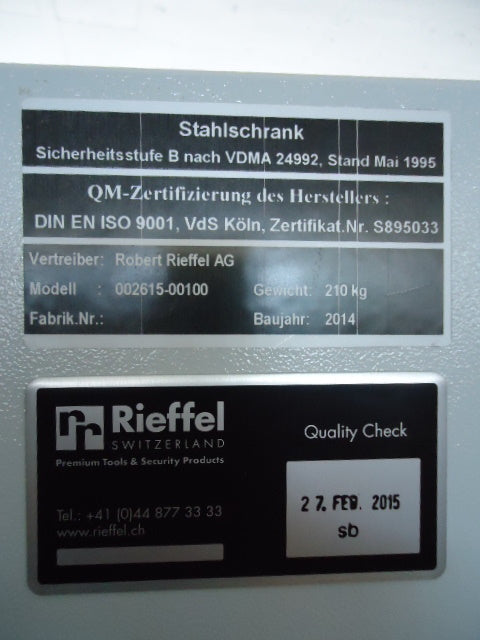 Stahlschrank
Sicherheitsstufe B nach VDMA 24992, Stand Mai 1995
QM-Zertifizierung des Herstellers :
DIN EN ISO 9001, VdS Köln, Zertifikat.Nr. S895033
Vertreiber: Robert Rieffel AG
Modell : 002615-00100 Gewicht: 210 kg
Fabrik.Nr.: Baujahr: 2014
Rieffel
SWITZERLAND
Premium Tools & Security Products
Quality Check
Tel.: +41 (0)44 877 33 33
www.rieffel.ch
27. FEB. 2015
sb